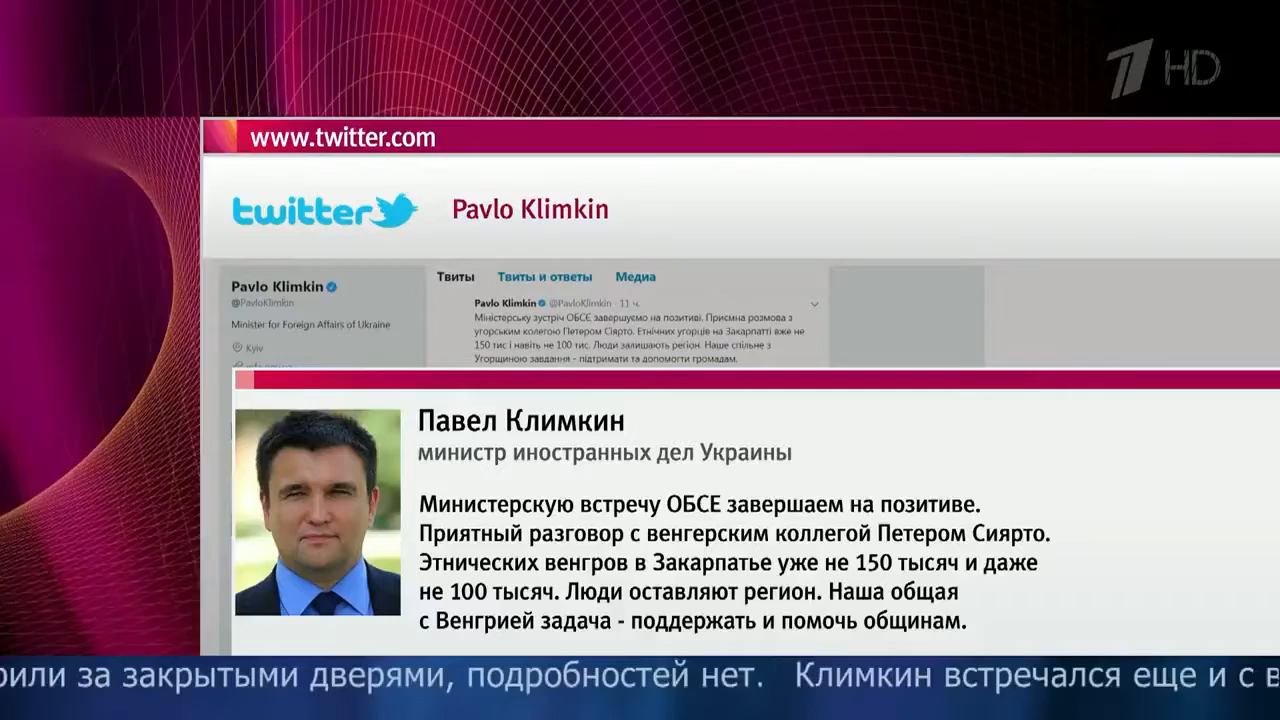 1 HD
www.twitter.com
twitter Pavlo Klimkin
Твиты Твиты и ответы Медиа
Pavlo Klimkin
@PavloKlimkin
Minister for Foreign Affairs of Ukraine
Kyiv
Pavlo Klimkin @PavloKlimkin · 11 ч.
Міністерську зустріч ОБСЄ завершуємо на позитиві. Приємна розмова з
угорським колегою Петером Сіярто. Етнічних угорців на Закарпатті вже не
150 тис і навіть не 100 тис. Люди залишають регіон. Наше спільне з
Угорщиною завдання - підтримати та допомогти громадам.
Павел Климкин
министр иностранных дел Украины
Министерскую встречу ОБСЕ завершаем на позитиве.
Приятный разговор с венгерским коллегой Петером Сиярто.
Этнических венгров в Закарпатье уже не 150 тысяч и даже
не 100 тысяч. Люди оставляют регион. Наша общая
с Венгрией задача - поддержать и помочь общинам.
рили за закрытыми дверями, подробностей нет. Климкин встречался еще и с в